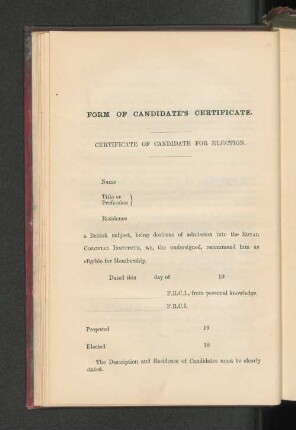 FORM OF CANDIDATE'S CERTIFICATE.
CERTIFICATE OF CANDIDATE FOR ELECTION.
Name
Title or
Profession }
Residence
a British subject, being desirous of admission into the ROYAL
COLONIAL INSTITUTE, we, the undersigned, recommend him as
eligible for Membership.
Dated this day of 19
F.R.C.I., from personal knowledge.
F.R.C.I.
Proposed 19
Elected 19
The Description and Residence of Candidates must be clearly
stated.